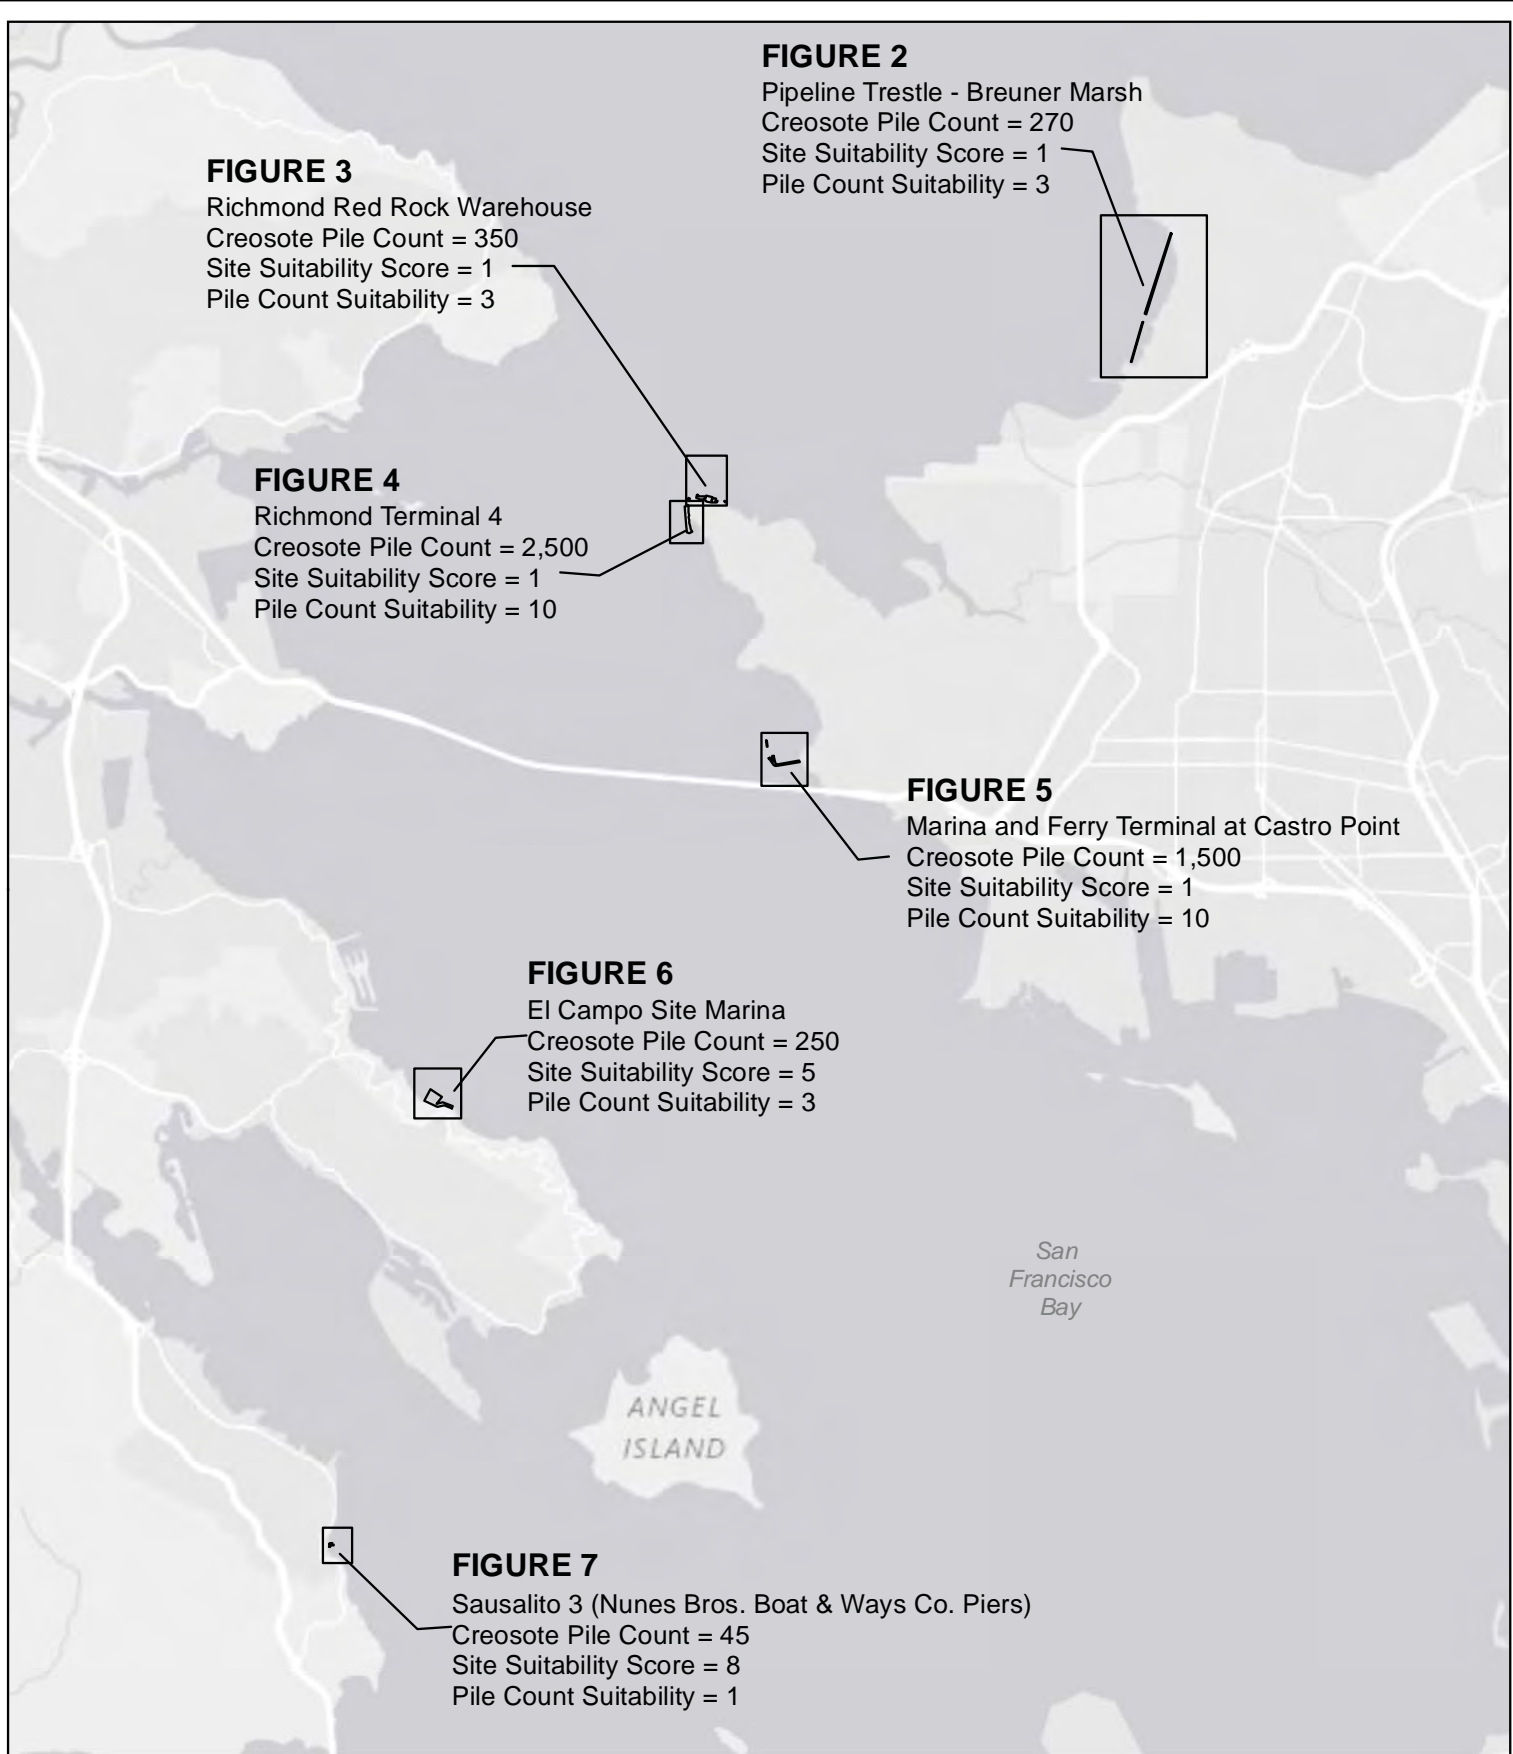 FIGURE 2
Pipeline Trestle - Breuner Marsh
Creosote Pile Count = 270
Site Suitability Score = 1
Pile Count Suitability = 3
FIGURE 3
Richmond Red Rock Warehouse
Creosote Pile Count = 350
Site Suitability Score = 1
Pile Count Suitability = 3
FIGURE 4
Richmond Terminal 4
Creosote Pile Count = 2,500
Site Suitability Score = 1
Pile Count Suitability = 10
FIGURE 5
Marina and Ferry Terminal at Castro Point
Creosote Pile Count = 1,500
Site Suitability Score = 1
Pile Count Suitability = 10
FIGURE 6
El Campo Site Marina
Creosote Pile Count = 250
Site Suitability Score = 5
Pile Count Suitability = 3
San
Francisco
Bay
ANGEL
ISLAND
FIGURE 7
Sausalito 3 (Nunes Bros. Boat & Ways Co. Piers)
Creosote Pile Count = 45
Site Suitability Score = 8
Pile Count Suitability = 1